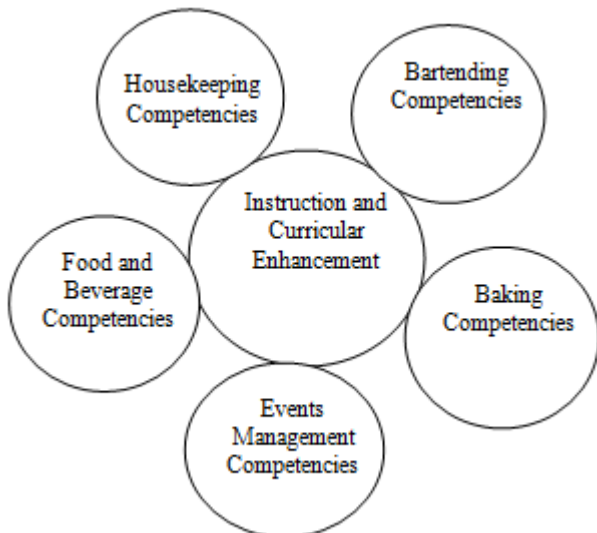 Housekeeping
Competencies
Bartending
Competencies
Instruction and
Curricular
Enhancement
Food and
Beverage
Competencies
Baking
Competencies
Events
Management
Competencies